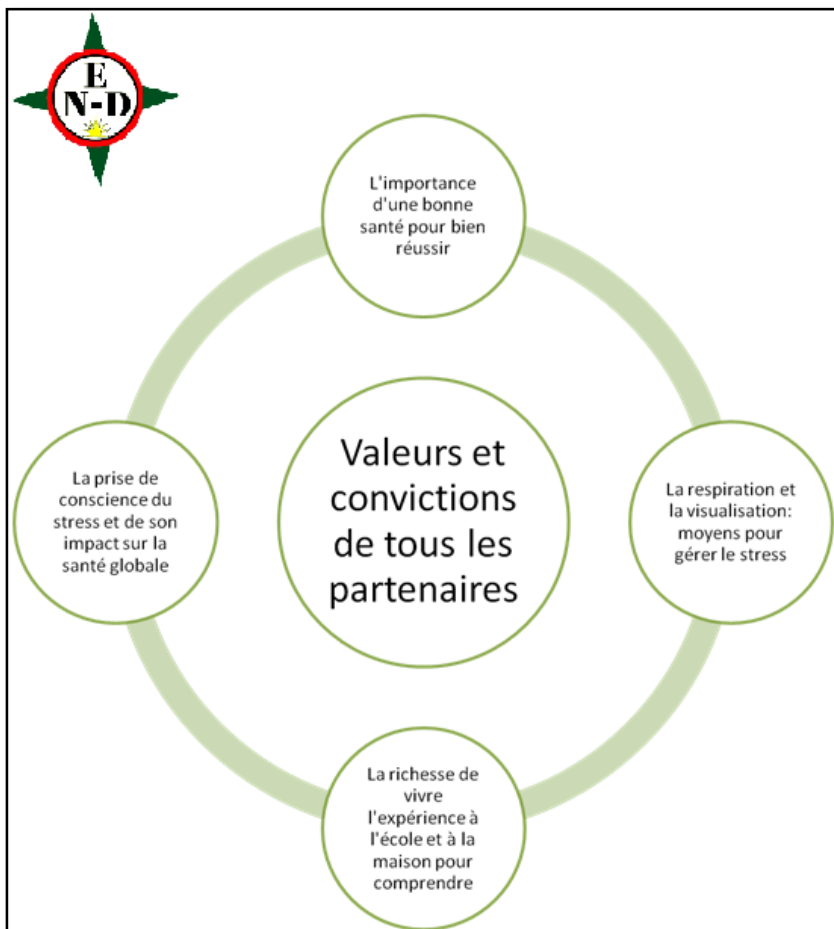 E
N-D
L'importance
d'une bonne
santé pour bien
réussir
La prise de
conscience du
stress et de son
impact sur la
santé globale
Valeurs et
convictions
de tous les
partenaires
La respiration et
la visualisation:
moyens pour
gérer le stress
La richesse de
vivre
l'expérience à
l'école et à la
maison pour
comprendre